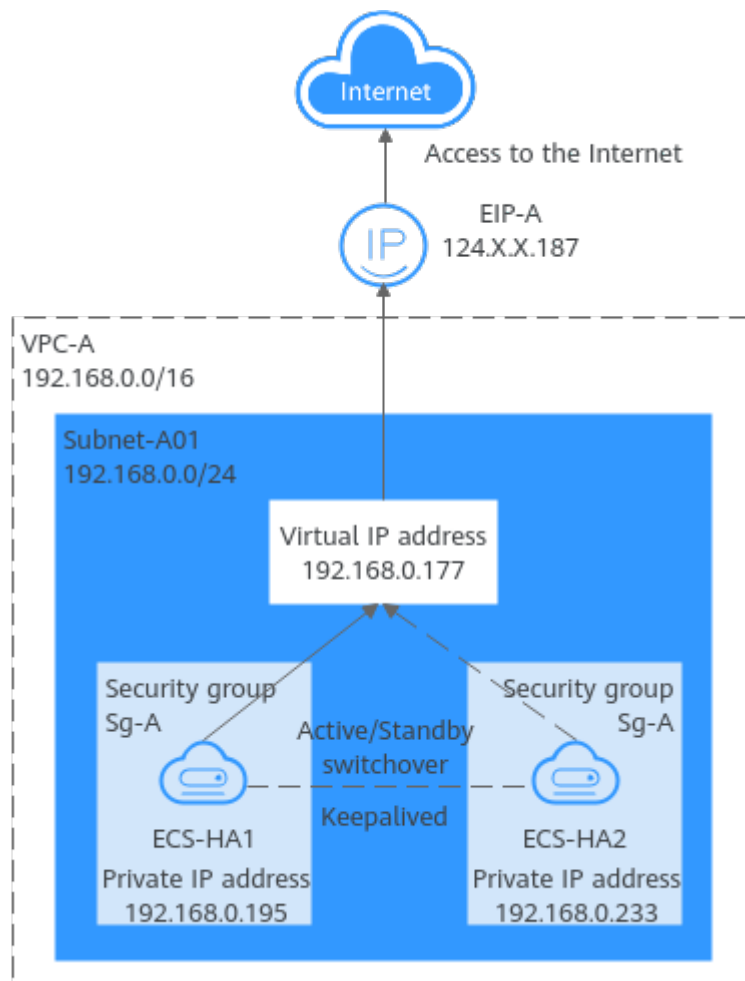 Internet
Access to the Internet
IP
EIP-A
124.X.X.187
VPC-A
192.168.0.0/16
Subnet-A01
192.168.0.0/24
Virtual IP address
192.168.0.177
Security group
Sg-A
Security group
Sg-A
Active/Standby
switchover
Keepalived
ECS-HA1
Private IP address
192.168.0.195
ECS-HA2
Private IP address
192.168.0.233